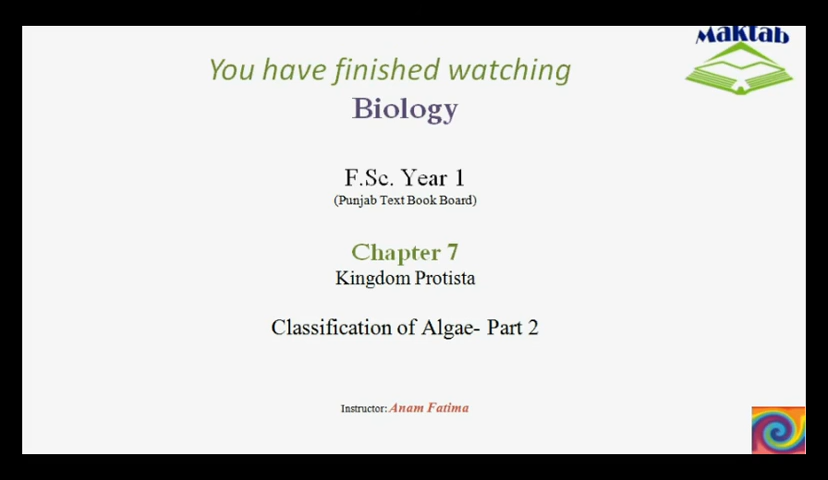 Maktab
You have finished watching
Biology
F.Sc. Year 1
(Punjab Text Book Board)
Chapter 7
Kingdom Protista
Classification of Algae- Part 2
Instructor: Anam Fatima